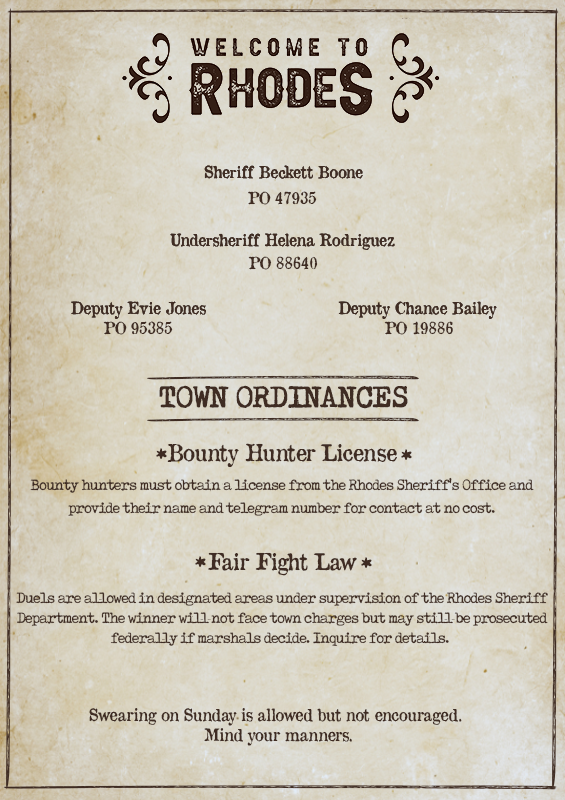 WELCOME TO
RHODES
Sheriff Beckett Boone
PO 47935
Undersheriff Helena Rodriguez
PO 88640
Deputy Evie Jones
PO 95385
Deputy Chance Bailey
PO 19886
TOWN ORDINANCES
*Bounty Hunter License*
Bounty hunters must obtain a license from the Rhodes Sheriff's Office and
provide their name and telegram number for contact at no cost.
*Fair Fight Law*
Duels are allowed in designated areas under supervision of the Rhodes Sheriff
Department. The winner will not face town charges but may still be prosecuted
federally if marshals decide. Inquire for details.
Swearing on Sunday is allowed but not encouraged.
Mind your manners.